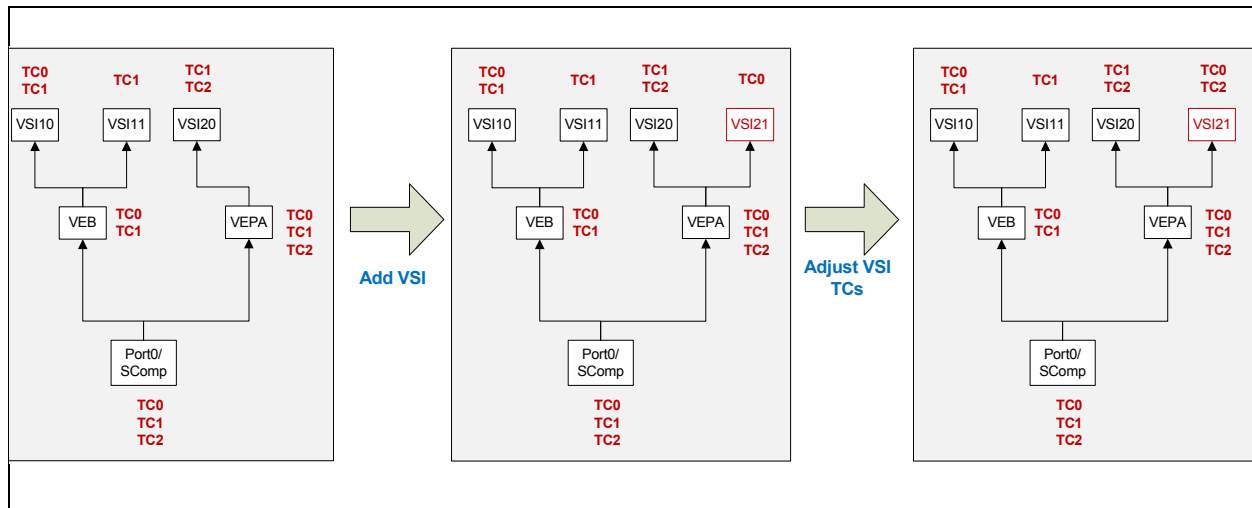 TC0
TC1
TC1
TC1
TC2
VSI10
VSI11
VSI20
VEB
TC0
TC1
VEPA
TC0
TC1
TC2
Port0/
SComp
TC0
TC1
TC2
Add VSI
TC0
TC1
TC1
TC1
TC2
TC0
VSI10
VSI11
VSI20
VSI21
VEB
TC0
TC1
VEPA
TC0
TC1
TC2
Port0/
SComp
TC0
TC1
TC2
Adjust VSI
TCs
TC0
TC1
TC1
TC1
TC2
TC0
TC2
VSI10
VSI11
VSI20
VSI21
VEB
TC0
TC1
VEPA
TC0
TC1
TC2
Port0/
SComp
TC0
TC1
TC2